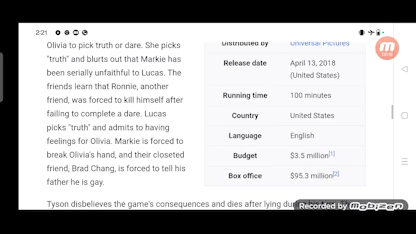 2:21
Olivia to pick truth or dare. She picks
"truth" and blurts out that Markie has
been serially unfaithful to Lucas. The
friends learn that Ronnie, another
friend, was forced to kill himself after
failing to complete a dare. Lucas
picks "truth" and admits to having
feelings for Olivia. Markie is forced to
break Olivia's hand, and their closeted
friend, Brad Chang, is forced to tell his
father he is gay.
Distributed by Universal Pictures
Release date April 13, 2018
(United States)
Running time 100 minutes
Country United States
Language English
Budget $3.5 million[1]
Box office $95.3 million[2]
Tyson disbelieves the game's consequences and dies after lying
Recorded by Mobizen